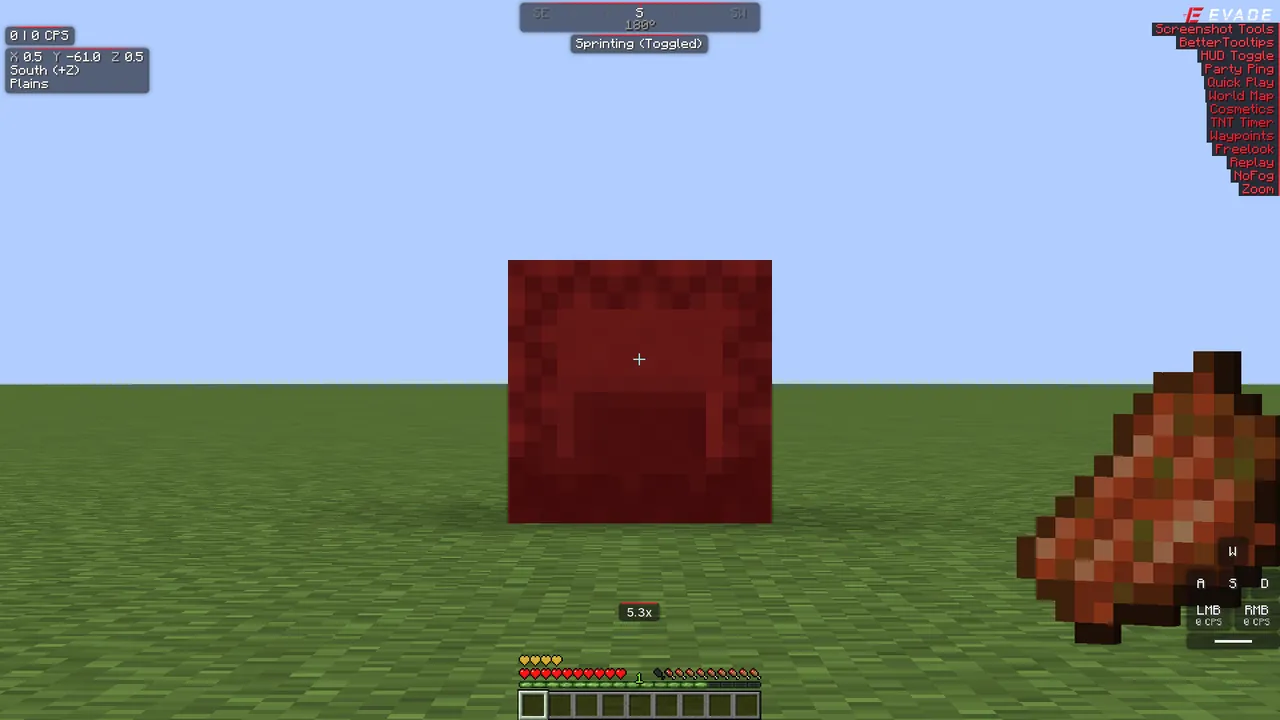 SE S SW
180°
Sprinting (Toggled)
0 | 0 CPS
X 0.5 Y -61.0 Z 0.5
South (+Z)
Plains
EVADE
Screenshot Tools
BetterTooltips
HUD Toggle
Party Ping
Quick Play
World Map
Cosmetics
TNT Timer
Waypoints
Freelook
Replay
NoFog
Zoom
W
A S D
LMB RMB
0 CPS 0 CPS
5.3x
1